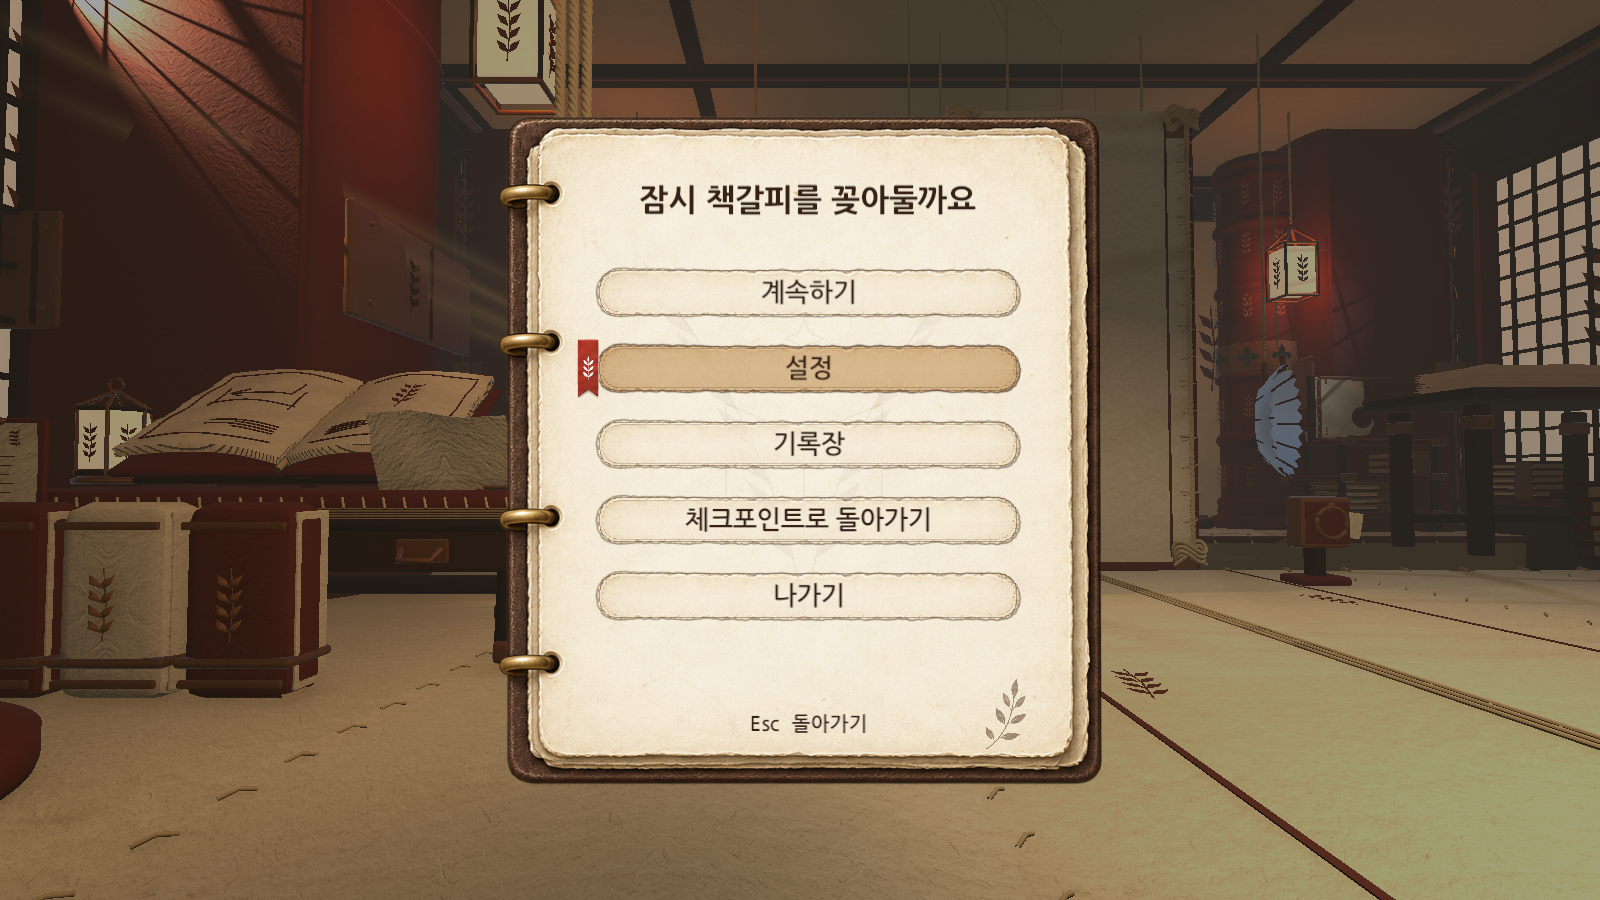 잠시 책갈피를 꽂아둘까요
계속하기
설정
기록장
체크포인트로 돌아가기
나가기
Esc 돌아가기